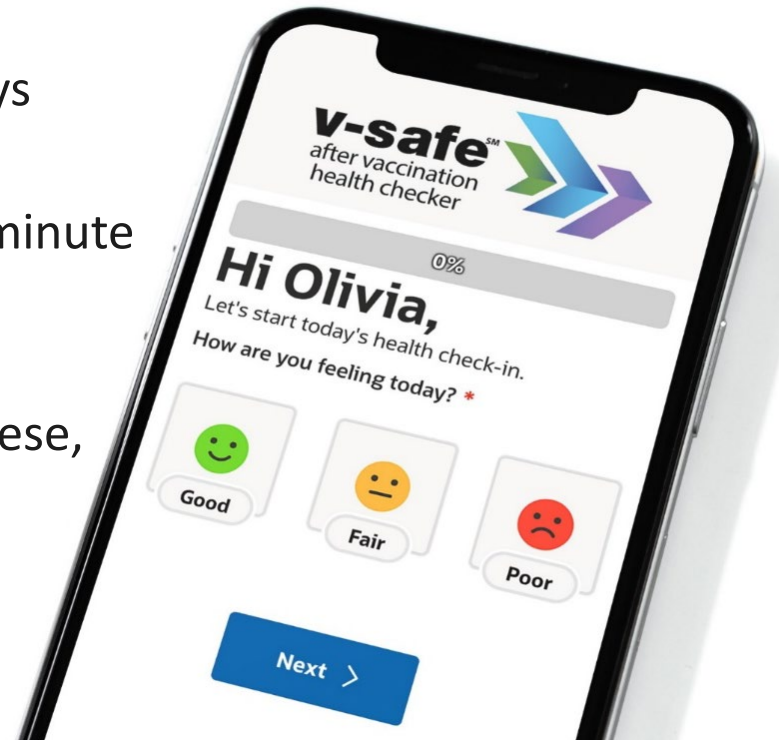 ys
minute
ese,
v-safe℠
after vaccination
health checker
0%
Hi Olivia,
Let's start today's health check-in.
How are you feeling today? *
Good
Fair
Poor
Next >